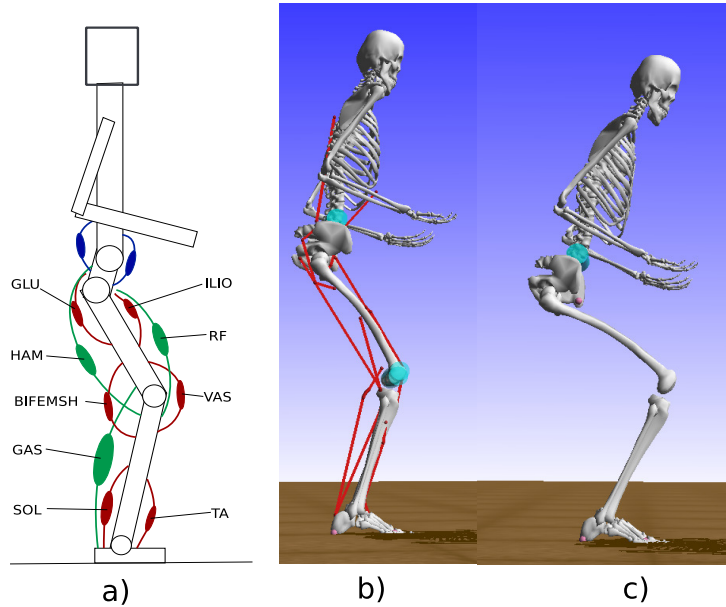 GLU
ILIO
RF
HAM
BIFEMSH
VAS
GAS
SOL
TA
a)
b)
c)